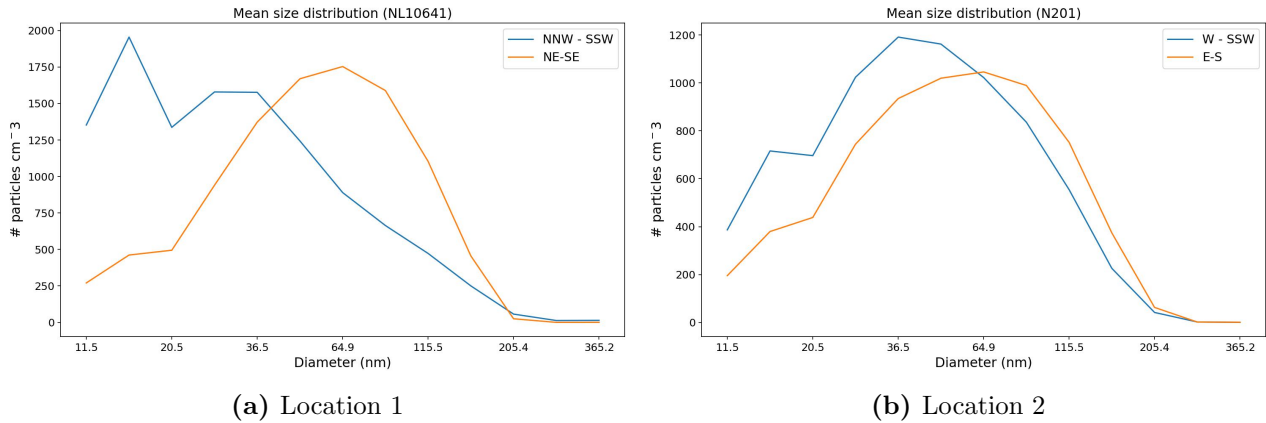 Mean size distribution (NL10641)
2000
1750
1500
1250
1000
750
500
250
0
# particles cm⁻3
NNW - SSW
NE-SE
11.5 20.5 36.5 64.9 115.5 205.4 365.2
Diameter (nm)
(a) Location 1
Mean size distribution (N201)
1200
1000
800
600
400
200
0
# particles cm⁻3
W - SSW
E-S
11.5 20.5 36.5 64.9 115.5 205.4 365.2
Diameter (nm)
(b) Location 2